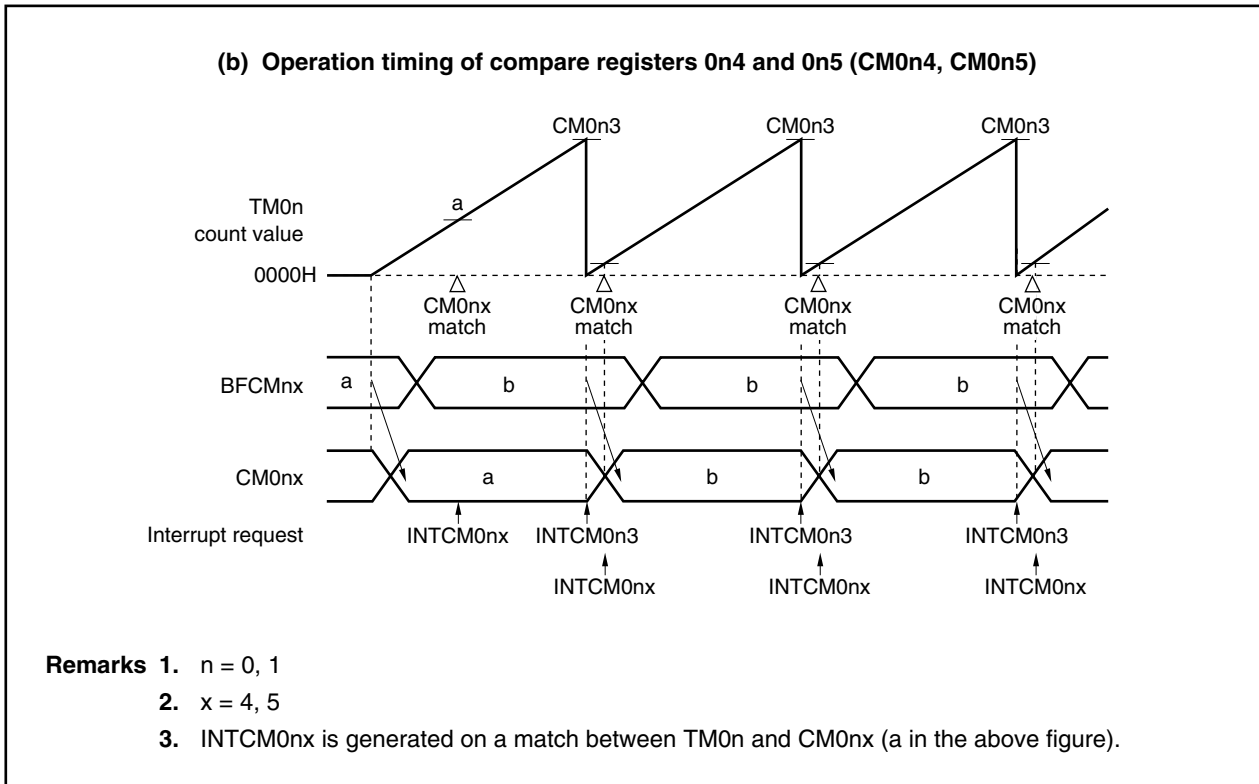 (b) Operation timing of compare registers 0n4 and 0n5 (CM0n4, CM0n5)
CM0n3 CM0n3 CM0n3
a
TM0n
count value
0000H
CM0nx CM0nx CM0nx CM0nx
match match match match
BFCMnx a b b b
CM0nx a b b
Interrupt request INTCM0nx INTCM0n3 INTCM0n3 INTCM0n3
INTCM0nx INTCM0nx INTCM0nx
Remarks 1. n = 0, 1
2. x = 4, 5
3. INTCM0nx is generated on a match between TM0n and CM0nx (a in the above figure).